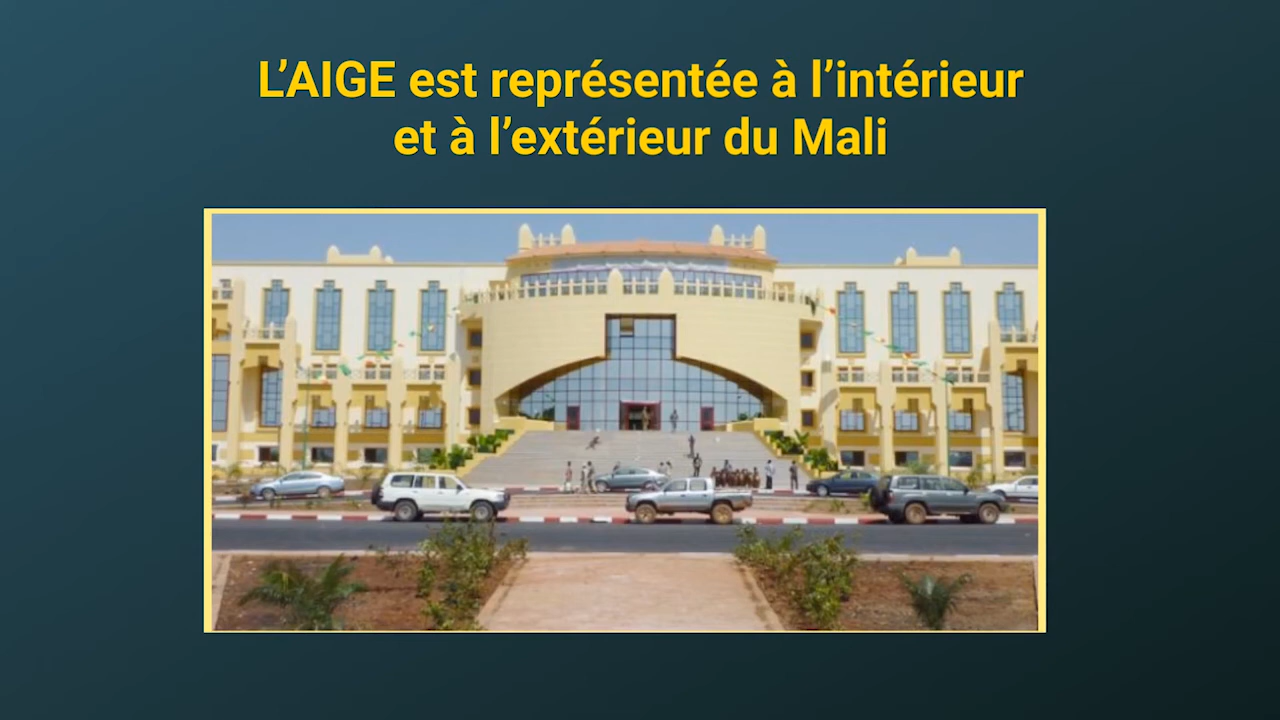 L’AIGE est représentée à l’intérieur
et à l’extérieur du Mali